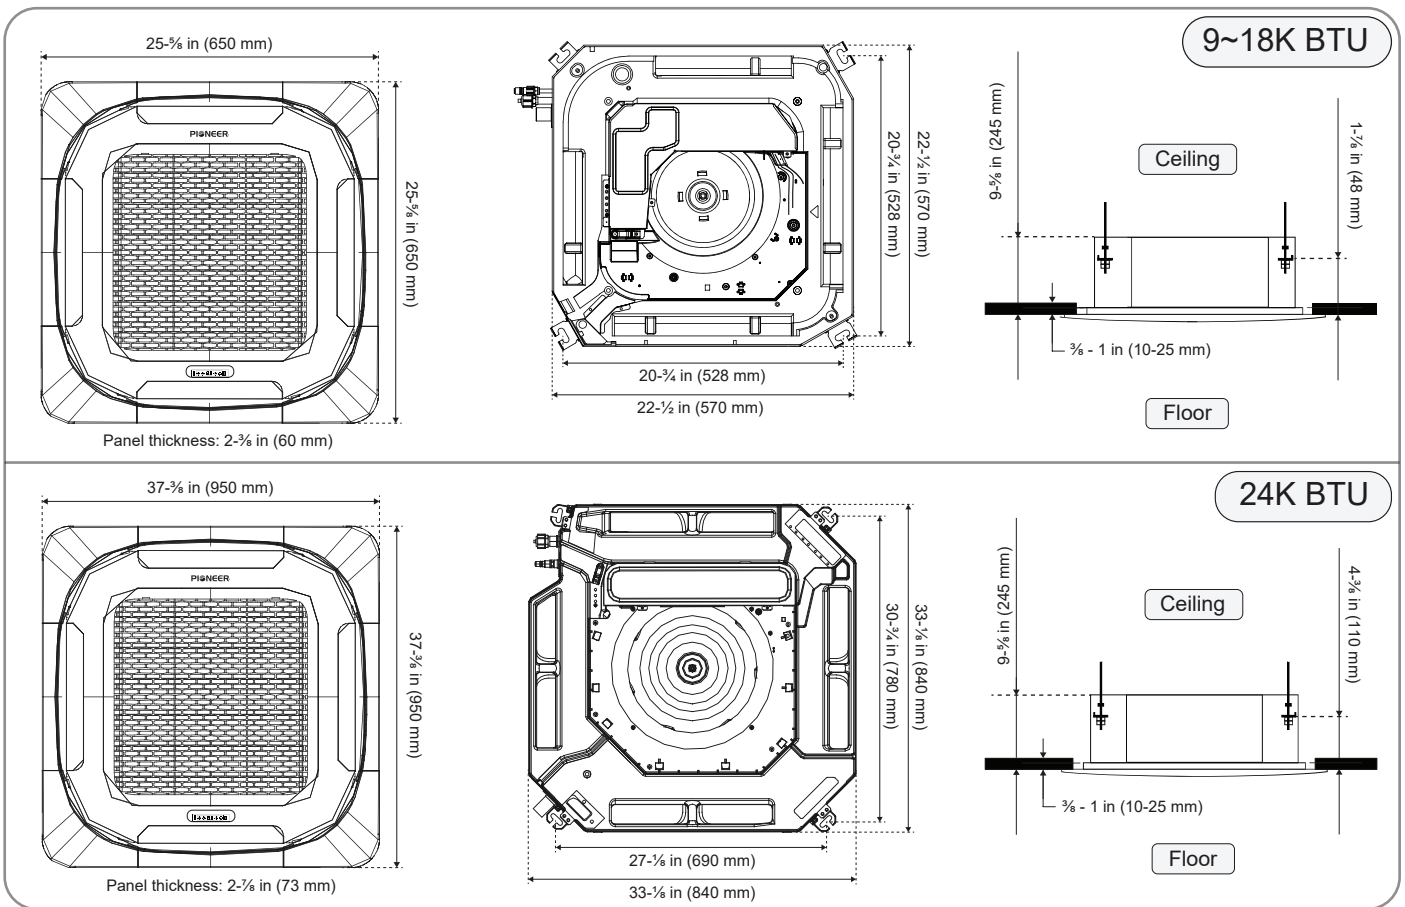 9~18K BTU
25-⅝ in (650 mm)
PIONEER
25-⅝ in (650 mm)
Panel thickness: 2-⅜ in (60 mm)
20-¾ in (528 mm)
22-½ in (570 mm)
20-¾ in (528 mm)
22-½ in (570 mm)
9-⅝ in (245 mm)
Ceiling
1-⅞ in (48 mm)
⅜ - 1 in (10-25 mm)
Floor
24K BTU
37-⅜ in (950 mm)
PIONEER
37-⅜ in (950 mm)
Panel thickness: 2-⅞ in (73 mm)
30-¾ in (780 mm)
33-⅛ in (840 mm)
27-⅛ in (690 mm)
33-⅛ in (840 mm)
9-⅝ in (245 mm)
Ceiling
4-⅜ in (110 mm)
⅜ - 1 in (10-25 mm)
Floor